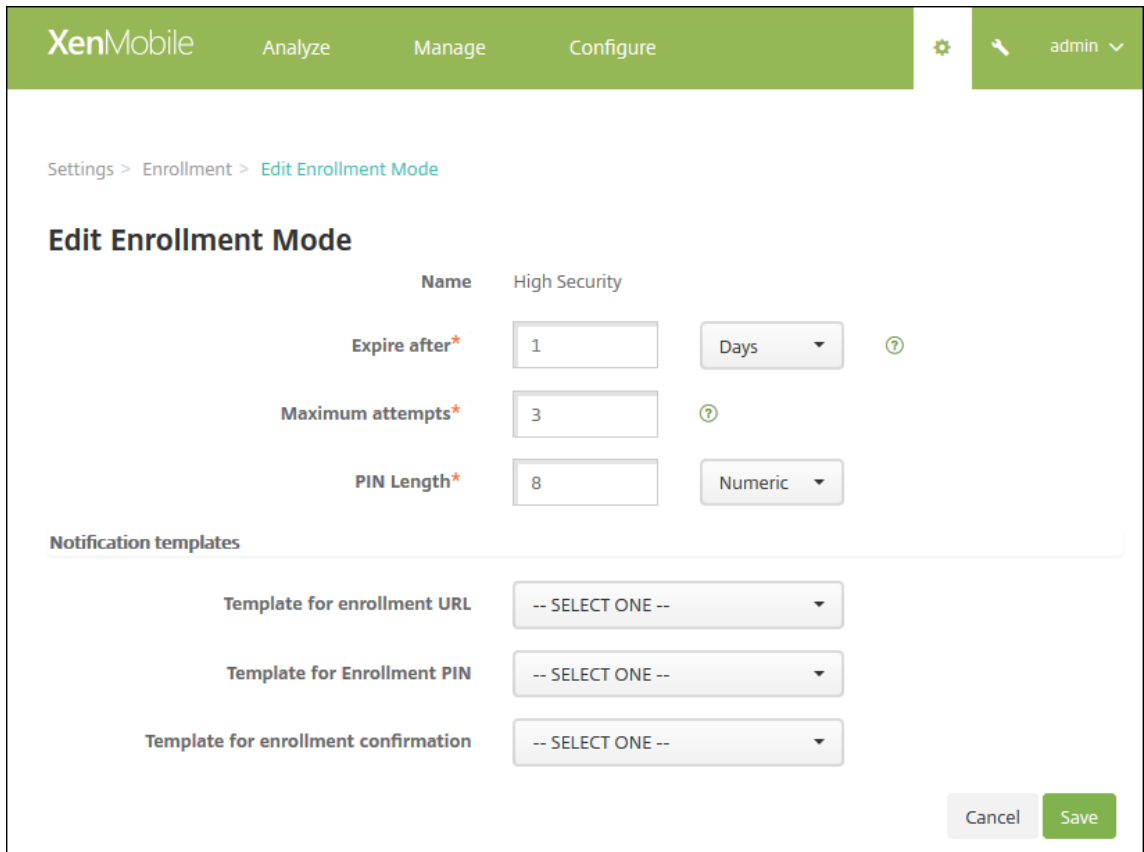 XenMobile Analyze Manage Configure admin
Settings > Enrollment > Edit Enrollment Mode
Edit Enrollment Mode
Name High Security
Expire after* 1 Days ?
Maximum attempts* 3 ?
PIN Length* 8 Numeric
Notification templates
Template for enrollment URL -- SELECT ONE --
Template for Enrollment PIN -- SELECT ONE --
Template for enrollment confirmation -- SELECT ONE --
Cancel Save